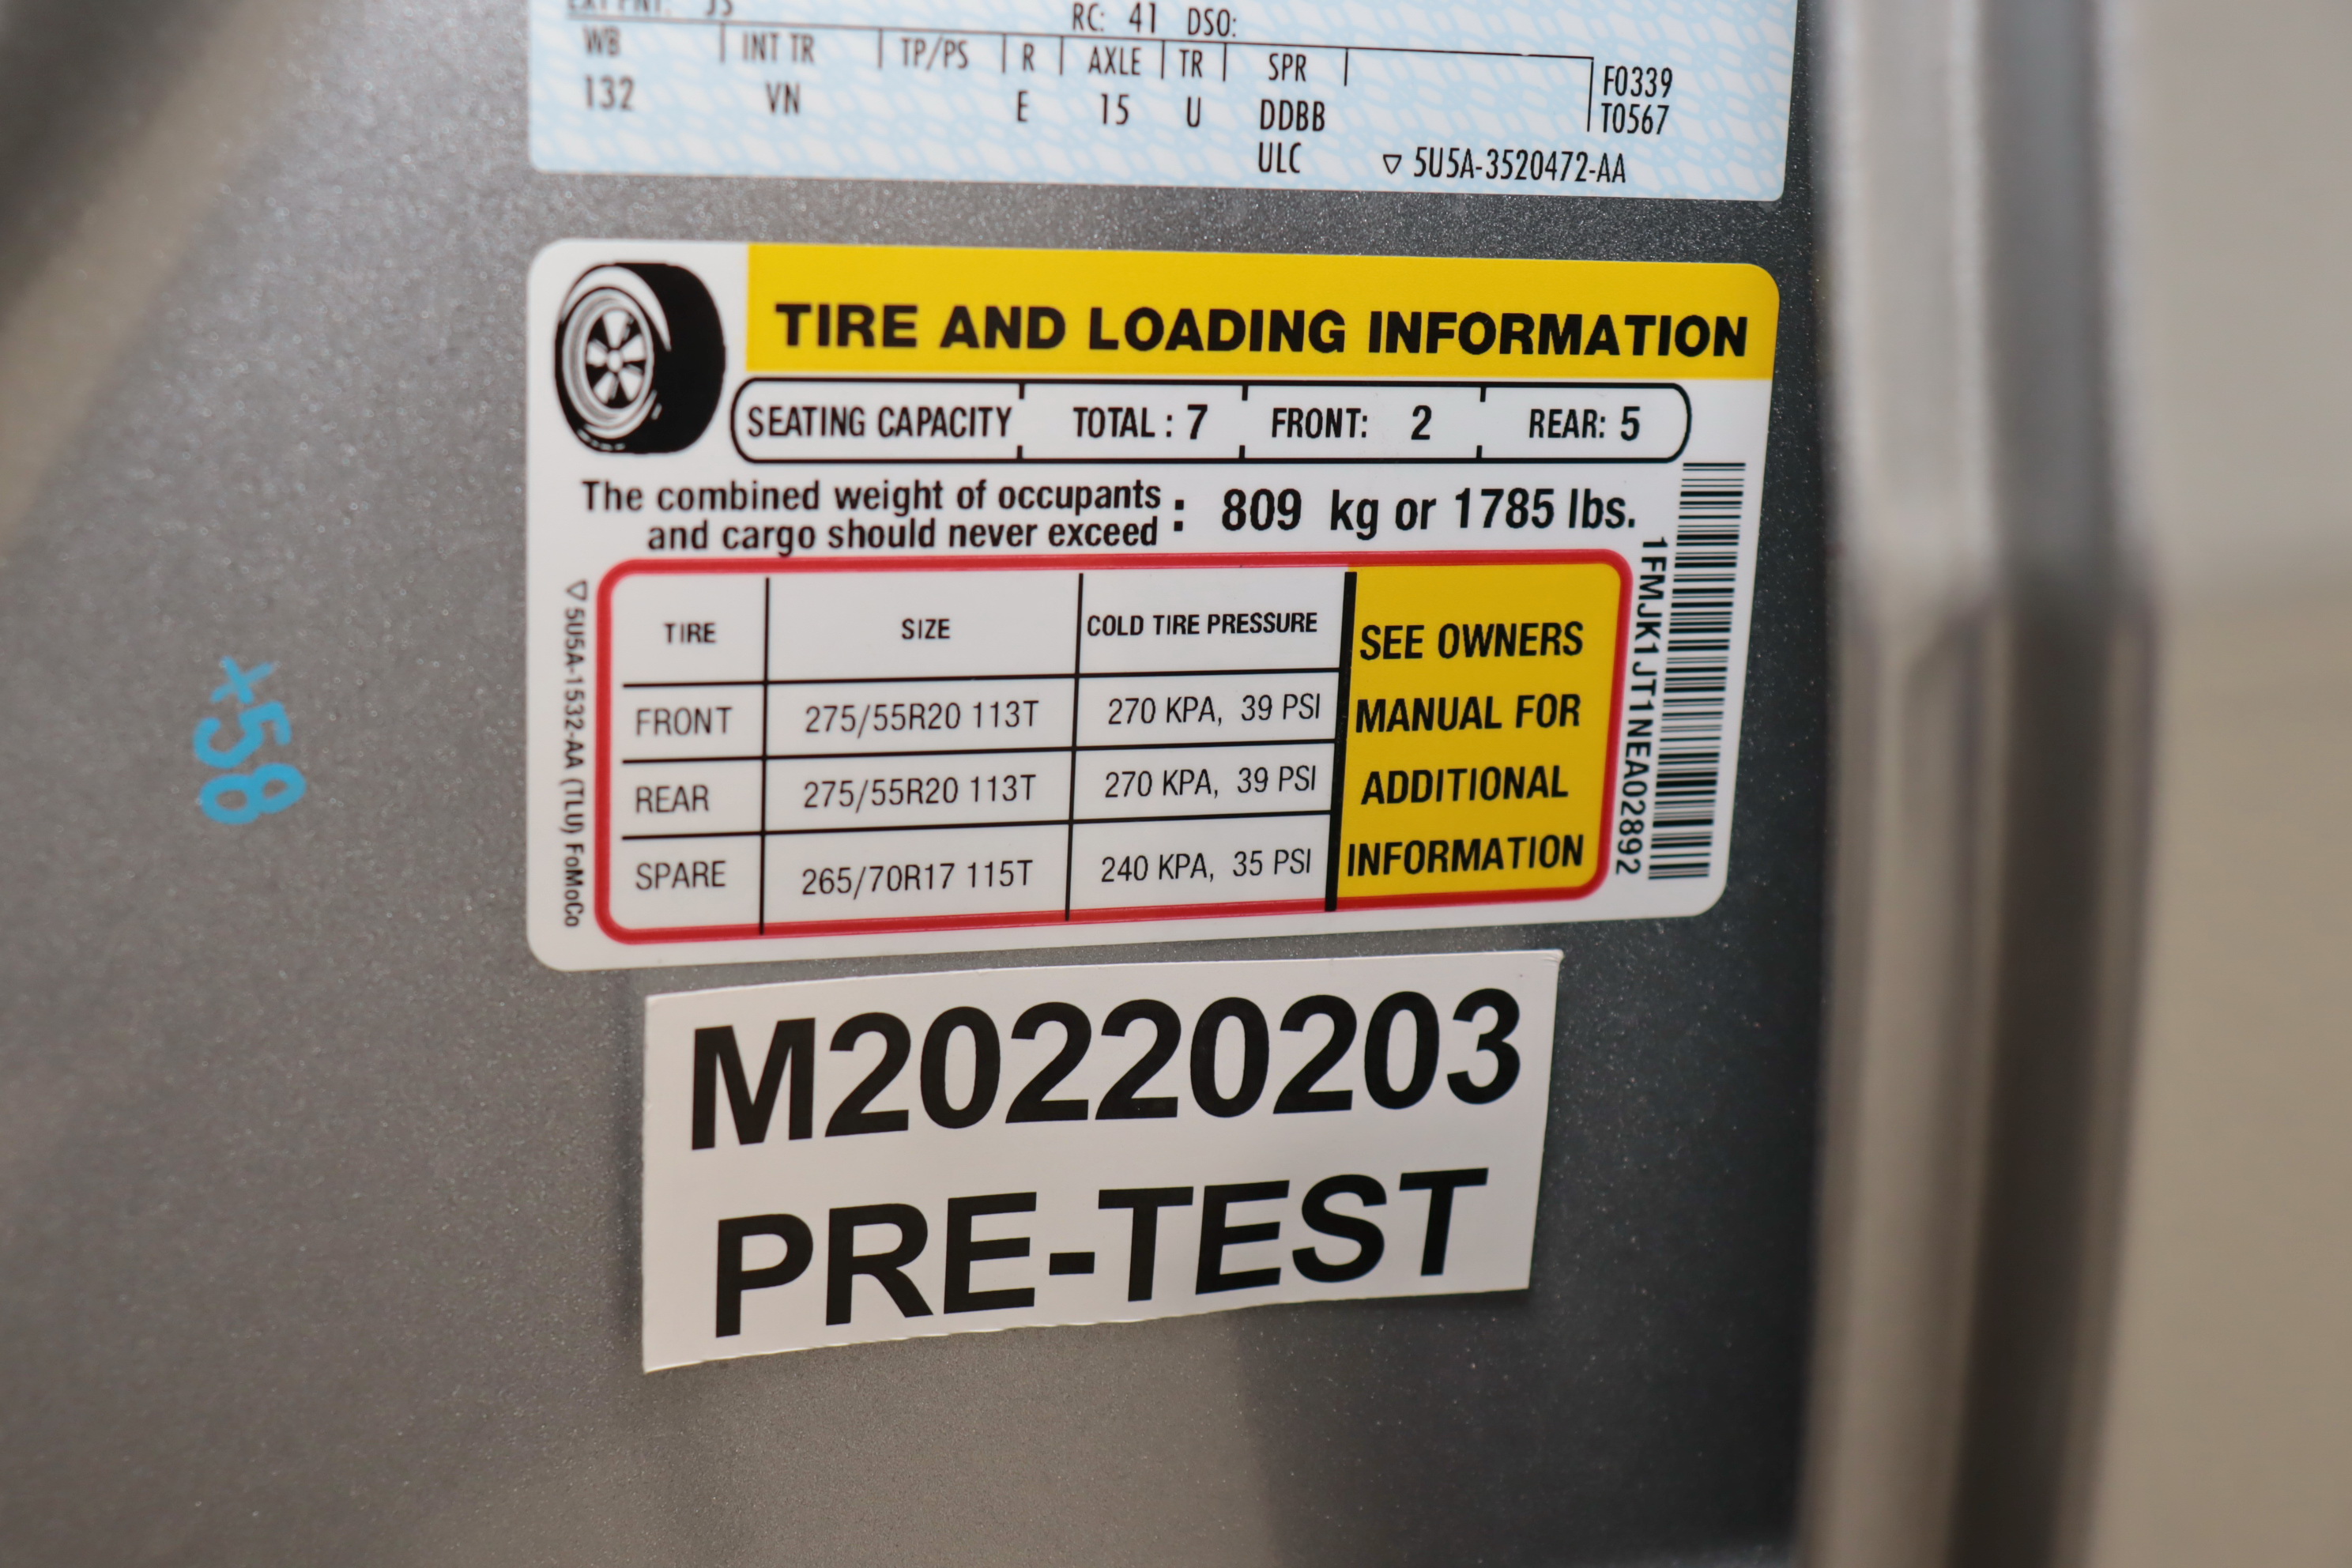 RC: 41 DSO:
WB INT TR TP/PS R AXLE TR SPR
132 VN E 15 U DDBB
ULC
F0339
T0567
5U5A-3520472-AA
TIRE AND LOADING INFORMATION
SEATING CAPACITY TOTAL : 7 FRONT: 2 REAR: 5
The combined weight of occupants
and cargo should never exceed : 809 kg or 1785 lbs.
TIRE SIZE COLD TIRE PRESSURE
FRONT 275/55R20 113T 270 KPA, 39 PSI
REAR 275/55R20 113T 270 KPA, 39 PSI
SPARE 265/70R17 115T 240 KPA, 35 PSI
SEE OWNERS
MANUAL FOR
ADDITIONAL
INFORMATION
1FMJK1JT1NEA02892
5U5A-1532-AA (TLU) FoMoCo
+58
M20220203
PRE-TEST